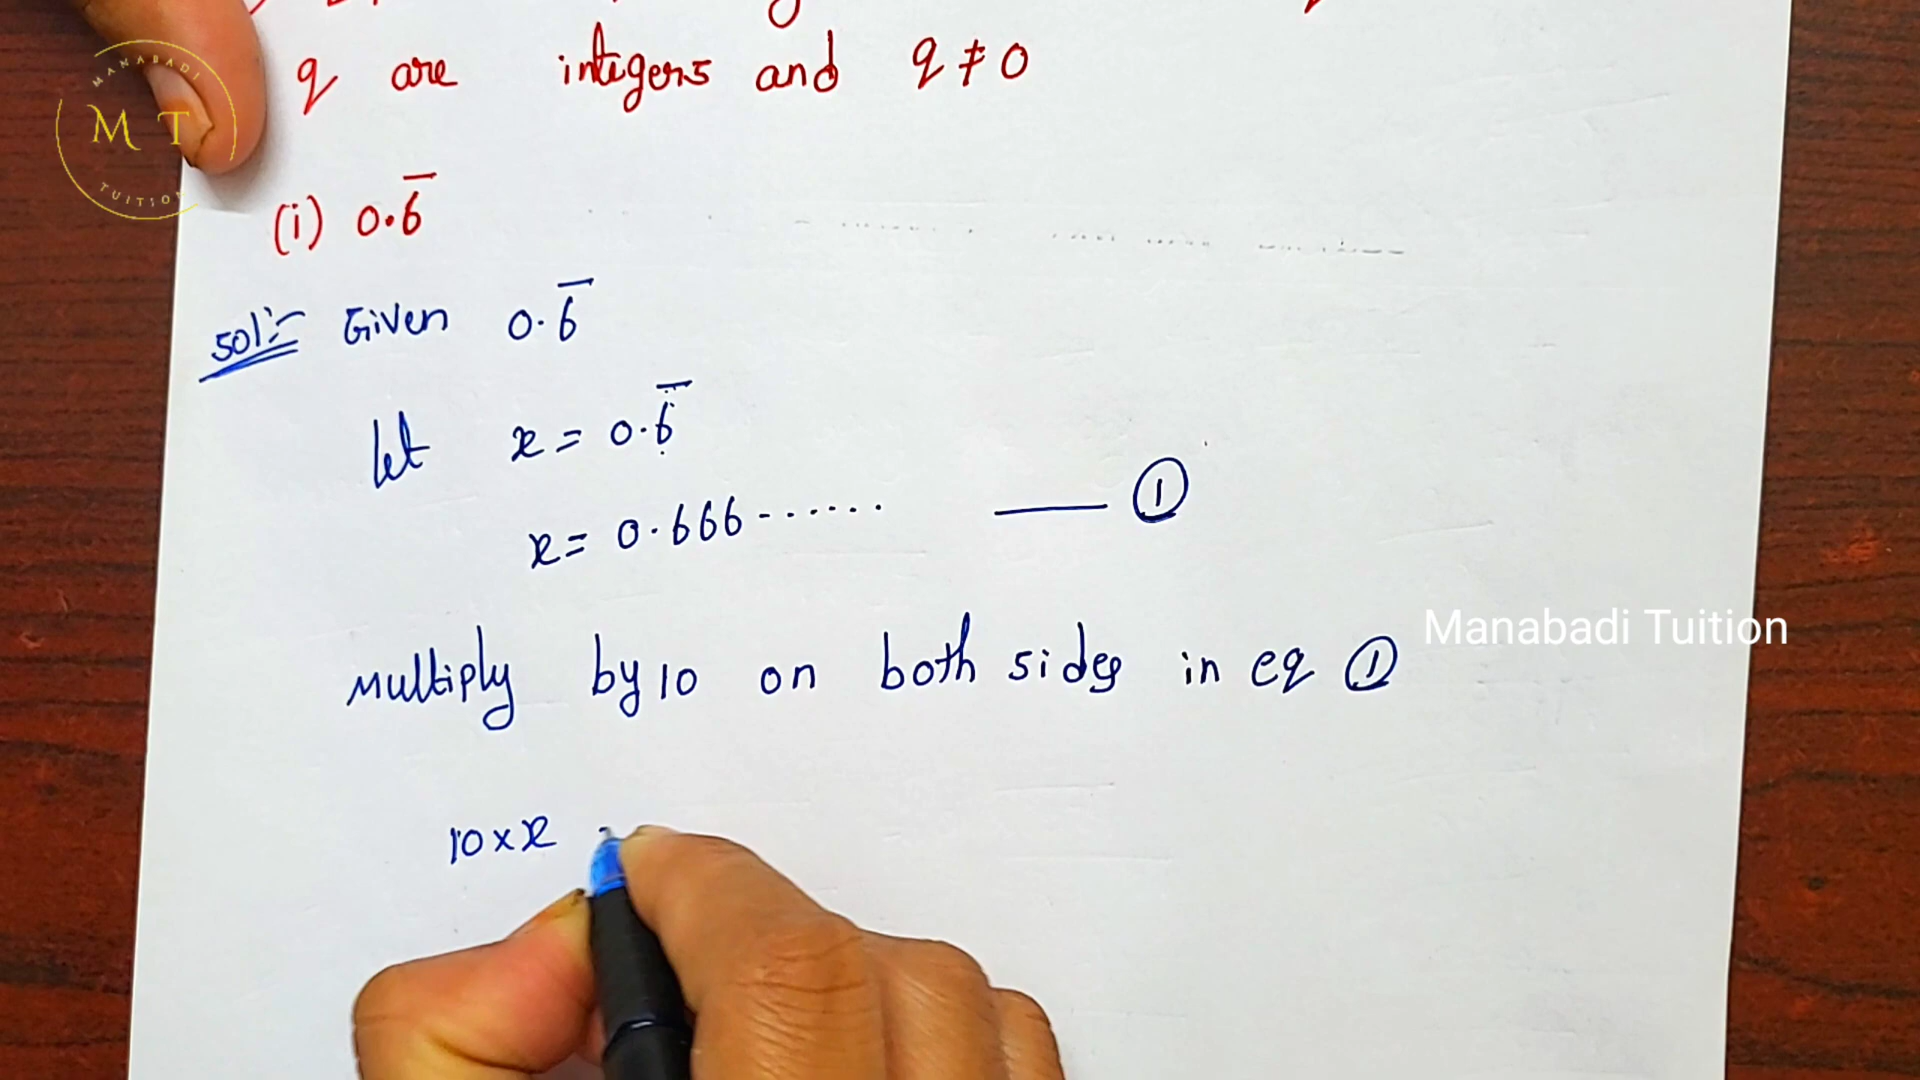 q are integers and q ≠ 0
MANABADI
M T
TUITION
(i) 0.6̅
Sol:- Given 0.6̅
Let x = 0.6̅
x = 0.666....... —— ①
Manabadi Tuition
Multiply by 10 on both sides in eq ①
10 × x